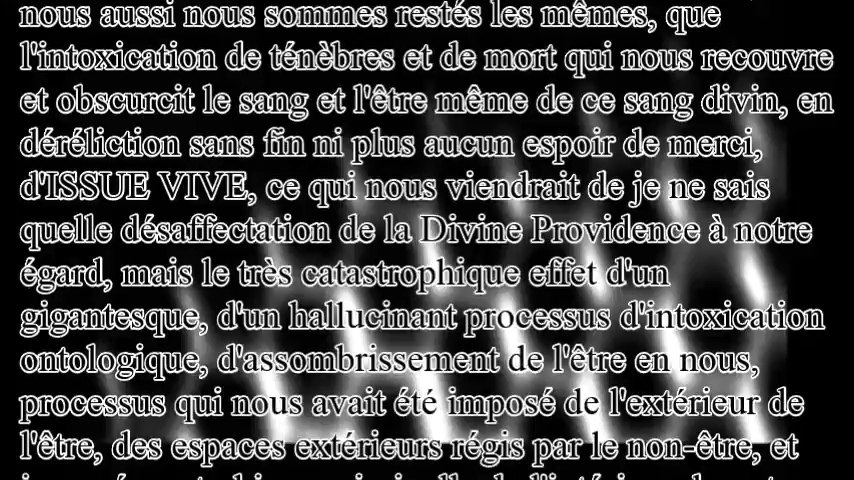 nous aussi nous sommes restés les mêmes, que
l'intoxication de ténèbres et de mort qui nous recouvre
et obscurcit le sang et l'être même de ce sang divin, en
déréliction sans fin ni plus aucun espoir de merci,
d'ISSUE VIVE, ce qui nous viendrait de je ne sais
quelle désaffectation de la Divine Providence à notre
égard, mais le très catastrophique effet d'un
gigantesque, d'un hallucinant processus d'intoxication
ontologique, d'assombrissement de l'être en nous,
processus qui nous avait été imposé de l'extérieur de
l'être, des espaces extérieurs régis par le non-être, et